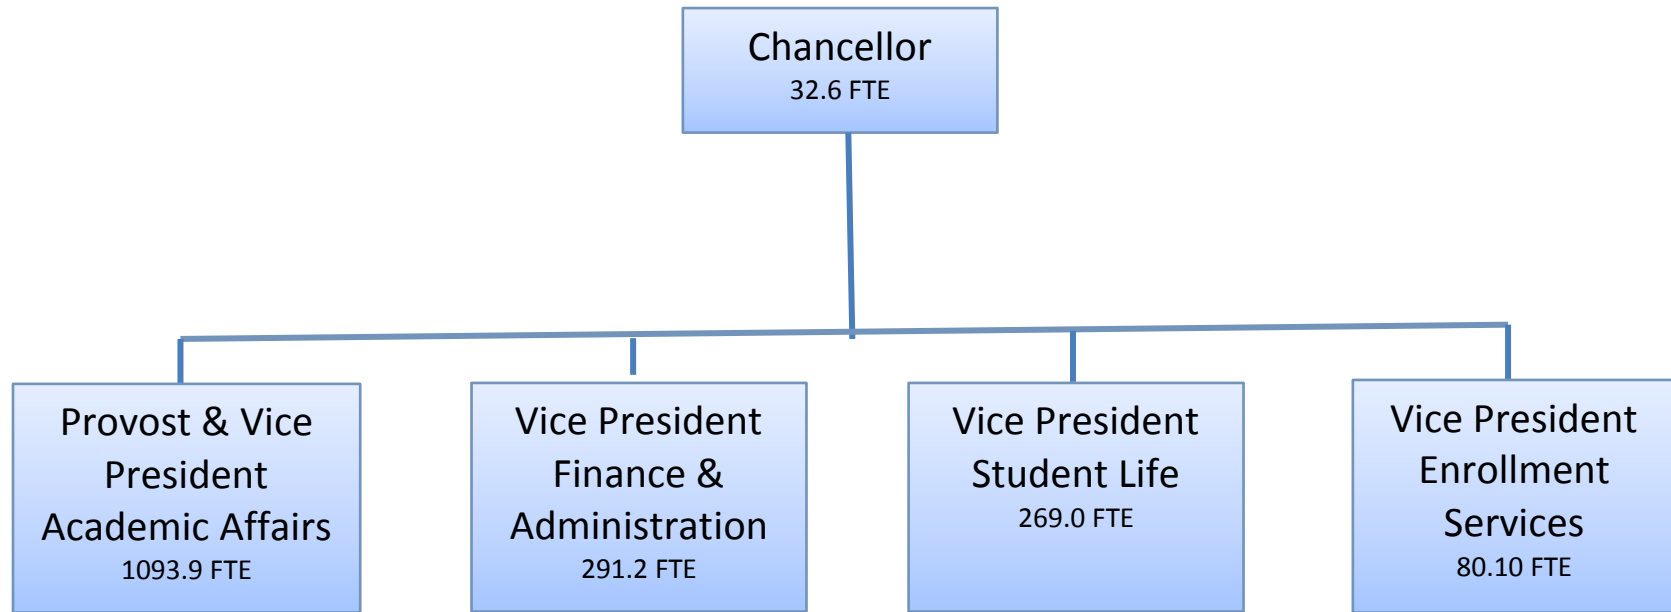 Chancellor
32.6 FTE
Provost & Vice
President
Academic Affairs
1093.9 FTE
Vice President
Finance &
Administration
291.2 FTE
Vice President
Student Life
269.0 FTE
Vice President
Enrollment
Services
80.10 FTE